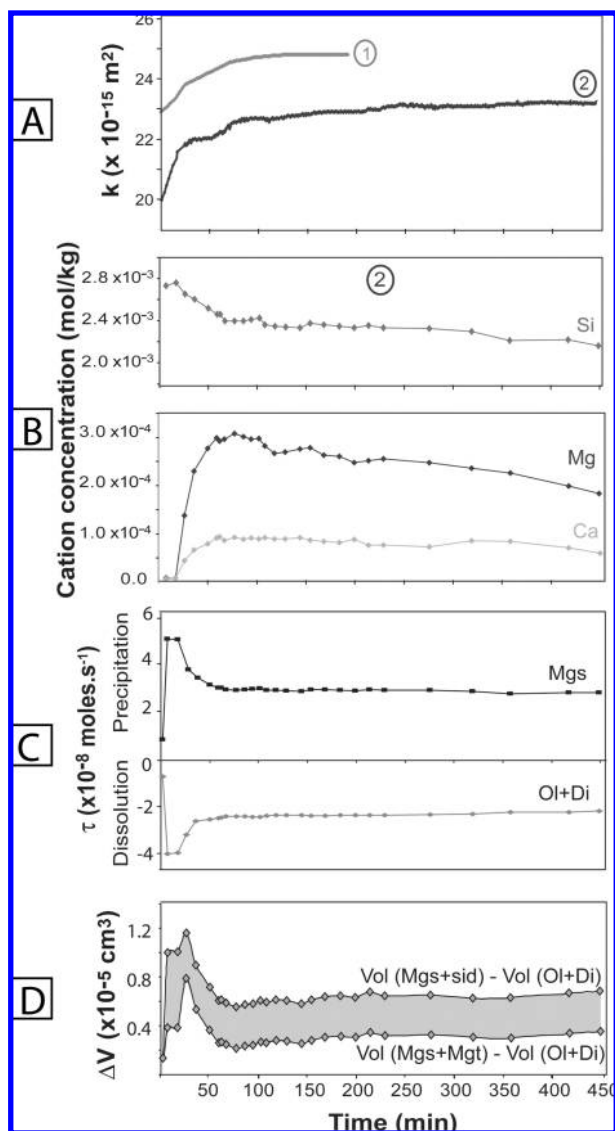 A
k (x 10⁻¹⁵ m²)
26
24
22
20
1
2
B
Cation concentration (mol/kg)
2.8 x10⁻³
2.4 x10⁻³
2.0 x10⁻³
2
Si
3.0 x10⁻⁴
2.0 x10⁻⁴
1.0 x10⁻⁴
0.0
Mg
Ca
C
τ (x10⁻⁸ moles.s⁻¹)
Dissolution Precipitation
6
4
2
0
-2
-4
Mgs
Ol+Di
D
ΔV (x10⁻⁵ cm³)
1.2
0.8
0.4
Vol (Mgs+sid) - Vol (Ol+Di)
Vol (Mgs+Mgt) - Vol (Ol+Di)
50 100 150 200 250 300 350 400 450
Time (min)